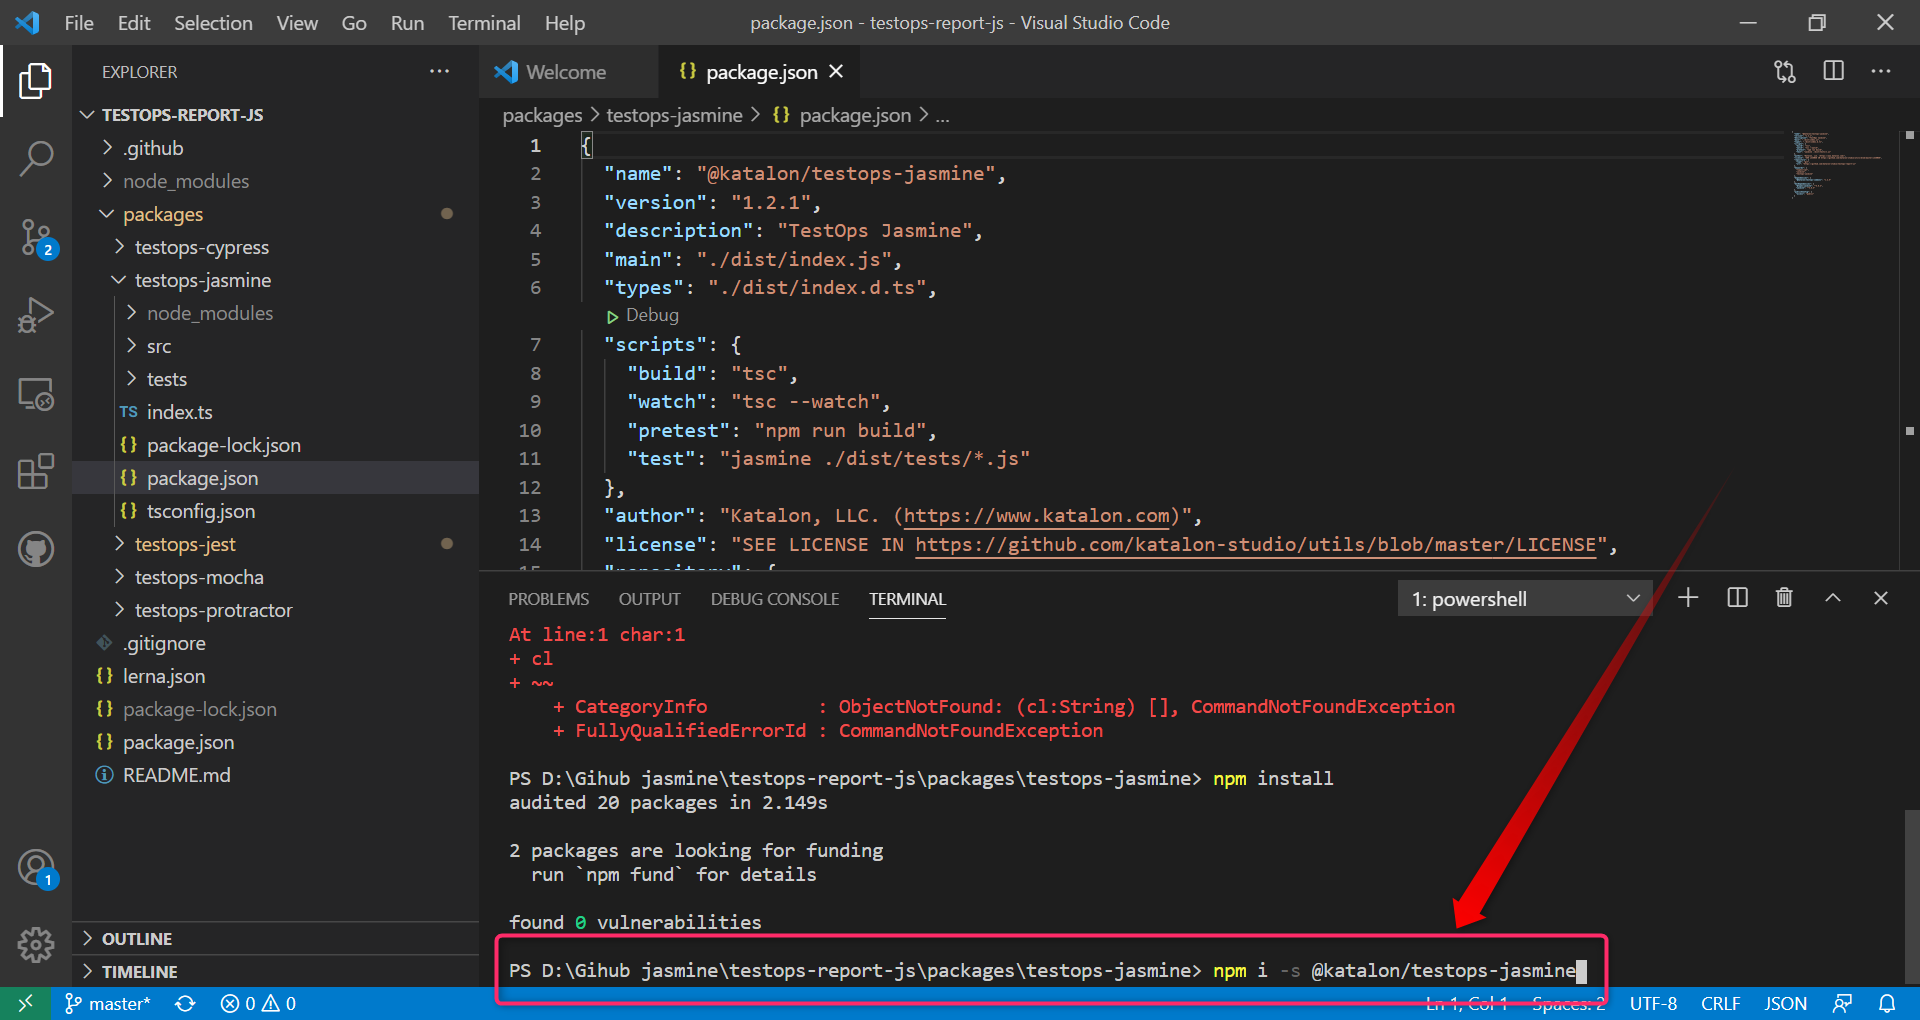 File Edit Selection View Go Run Terminal Help
package.json - testops-report-js - Visual Studio Code
EXPLORER
TESTOPS-REPORT-JS
.github
node_modules
packages
testops-cypress
testops-jasmine
node_modules
src
tests
TS index.ts
{} package-lock.json
{} package.json
{} tsconfig.json
testops-jest
testops-mocha
testops-protractor
.gitignore
{} lerna.json
{} package-lock.json
{} package.json
README.md
OUTLINE
TIMELINE
2
1
Welcome
{} package.json
packages > testops-jasmine > {} package.json > ...
1 {
2 "name": "@katalon/testops-jasmine",
3 "version": "1.2.1",
4 "description": "TestOps Jasmine",
5 "main": "./dist/index.js",
6 "types": "./dist/index.d.ts",
Debug
7 "scripts": {
8 "build": "tsc",
9 "watch": "tsc --watch",
10 "pretest": "npm run build",
11 "test": "jasmine ./dist/tests/*.js"
12 },
13 "author": "Katalon, LLC. (https://www.katalon.com)",
14 "license": "SEE LICENSE IN https://github.com/katalon-studio/utils/blob/master/LICENSE",
PROBLEMS OUTPUT DEBUG CONSOLE TERMINAL
1: powershell
At line:1 char:1
+ cl
+ ~~
+ CategoryInfo : ObjectNotFound: (cl:String) [], CommandNotFoundException
+ FullyQualifiedErrorId : CommandNotFoundException
PS D:\Gihub jasmine\testops-report-js\packages\testops-jasmine> npm install
audited 20 packages in 2.149s
2 packages are looking for funding
run `npm fund` for details
found 0 vulnerabilities
PS D:\Gihub jasmine\testops-report-js\packages\testops-jasmine> npm i -s @katalon/testops-jasmine
master* 0 0
Ln 1, Col 1 Spaces: 2 UTF-8 CRLF JSON